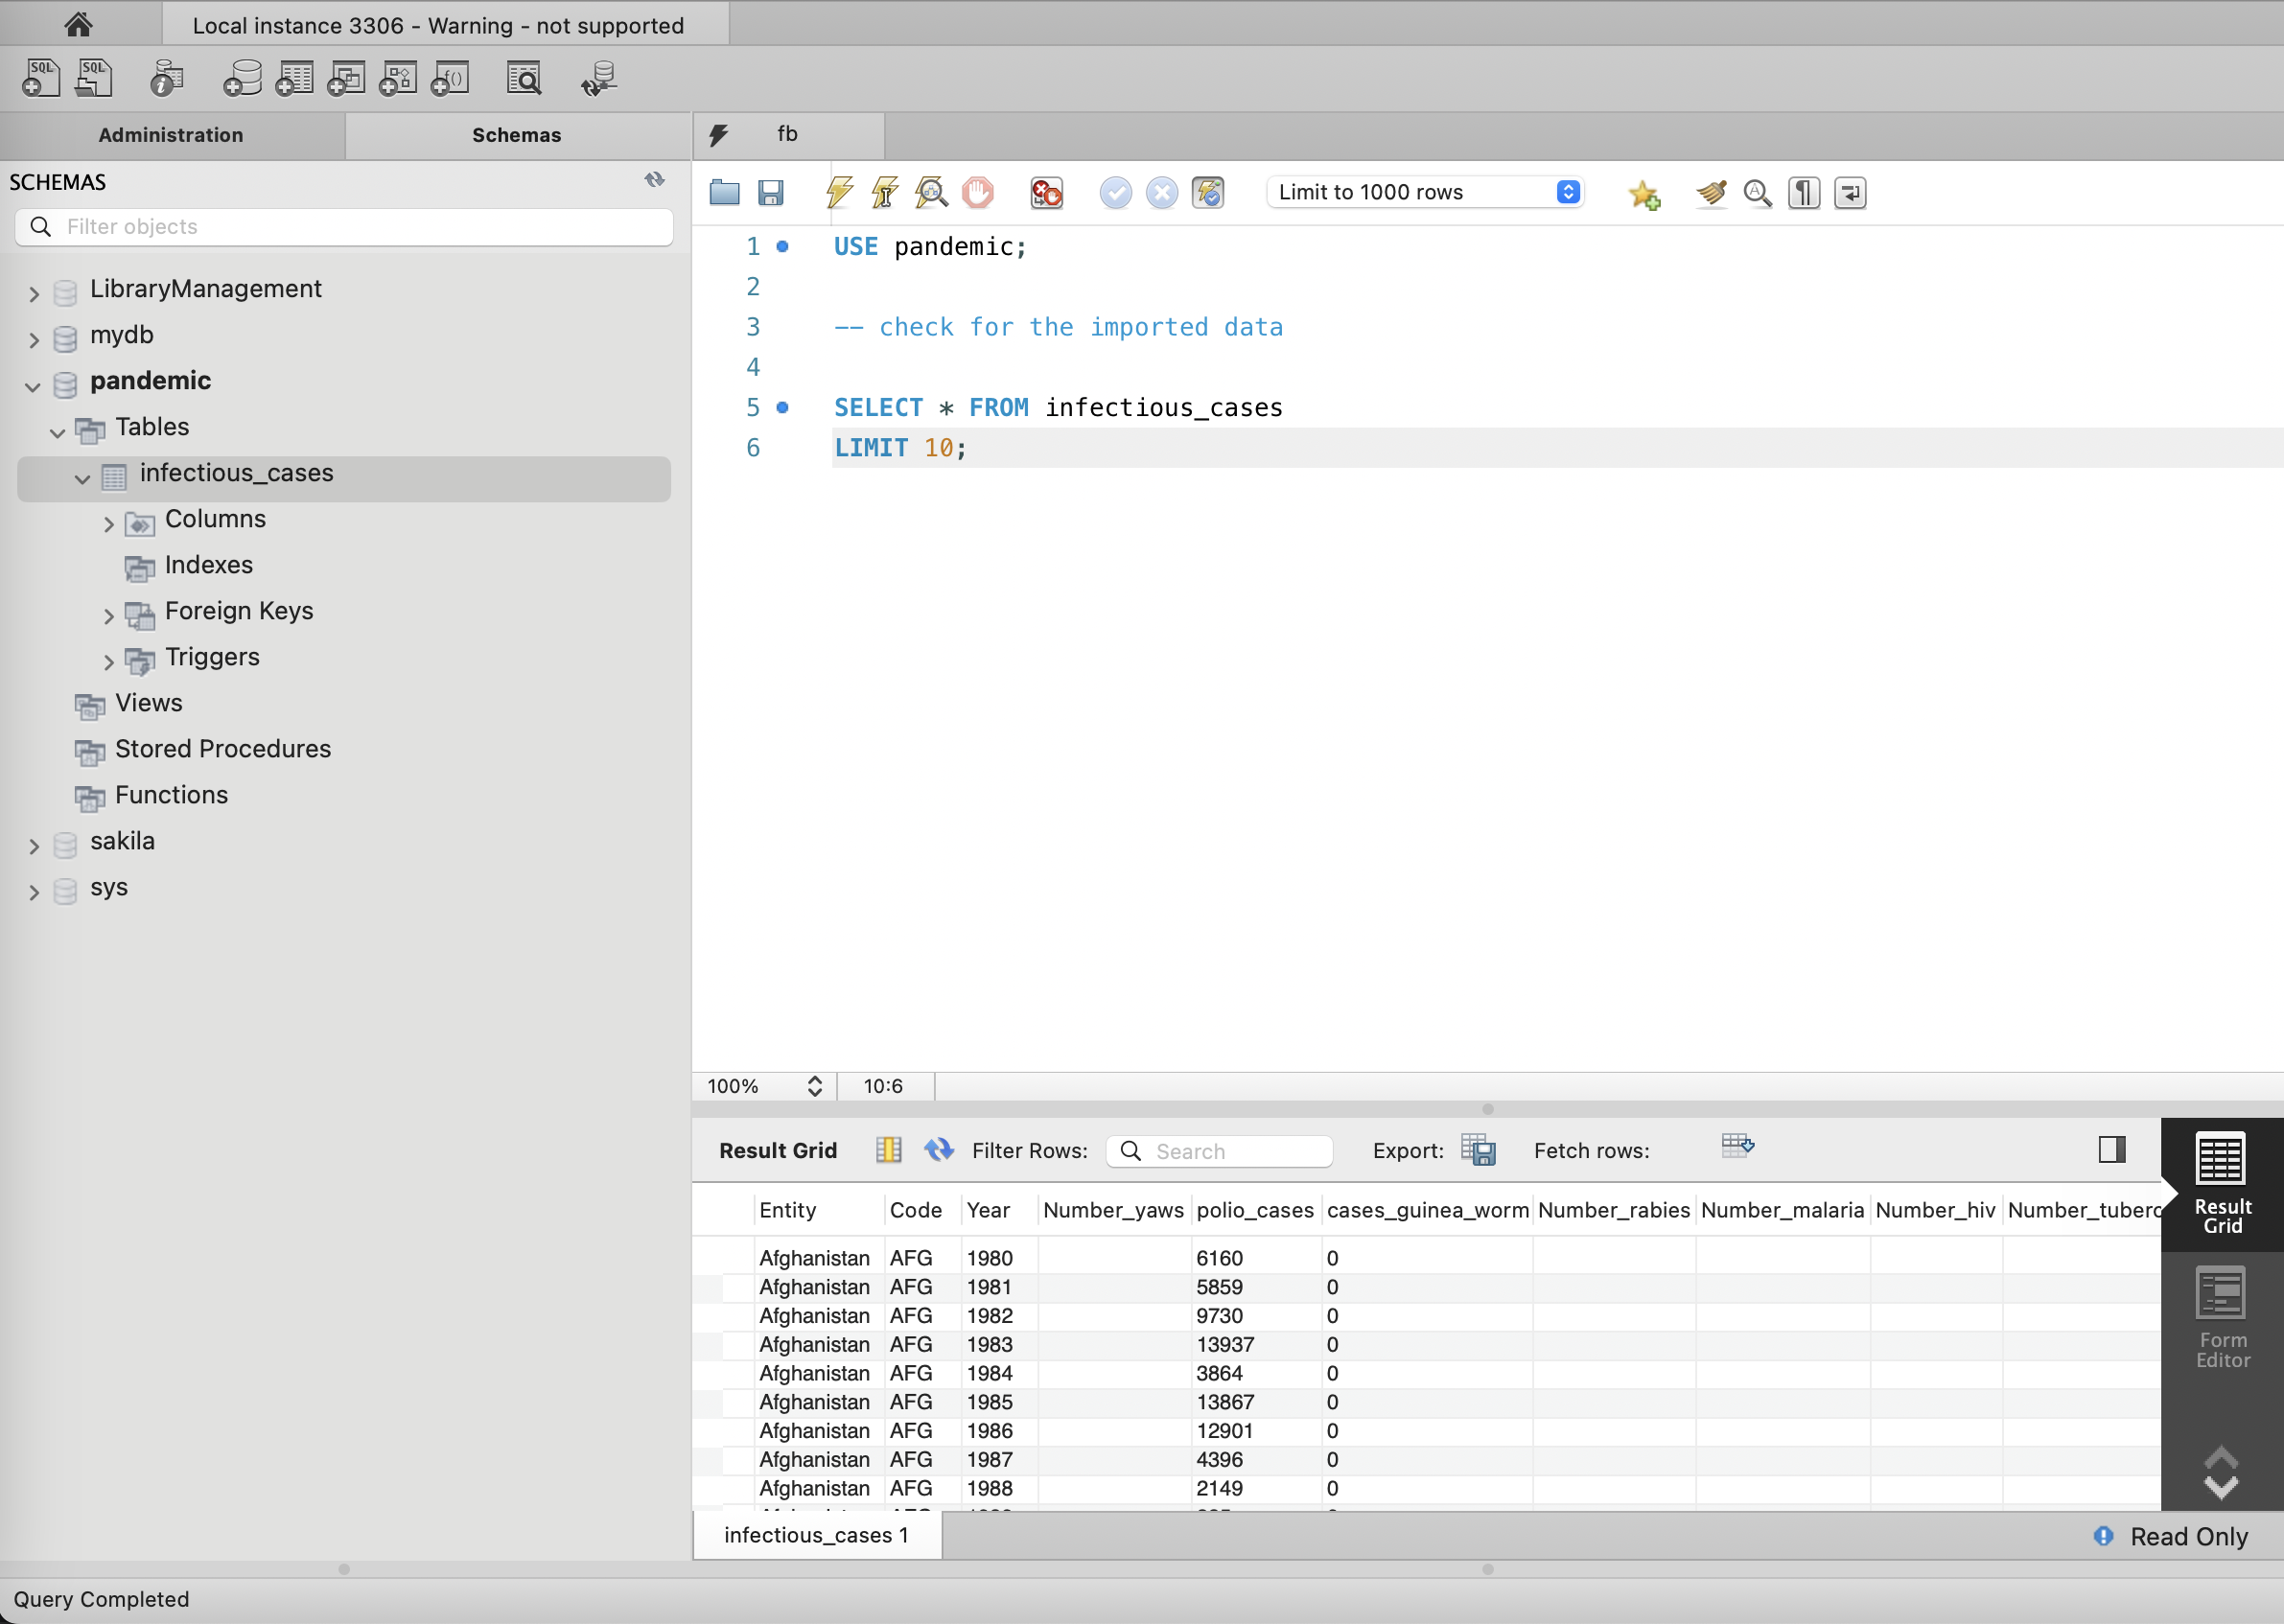 Local instance 3306 - Warning - not supported
SQL SQL
Administration Schemas fb
SCHEMAS
Limit to 1000 rows
Filter objects
LibraryManagement
mydb
pandemic
Tables
infectious_cases
Columns
Indexes
Foreign Keys
Triggers
Views
Stored Procedures
Functions
sakila
sys
1 USE pandemic;
2
3 -- check for the imported data
4
5 SELECT * FROM infectious_cases
6 LIMIT 10;
100% 10:6
Result Grid Filter Rows: Search Export: Fetch rows:
Entity Code Year Number_yaws polio_cases cases_guinea_worm Number_rabies Number_malaria Number_hiv Number_tuberc
Afghanistan AFG 1980 6160 0
Afghanistan AFG 1981 5859 0
Afghanistan AFG 1982 9730 0
Afghanistan AFG 1983 13937 0
Afghanistan AFG 1984 3864 0
Afghanistan AFG 1985 13867 0
Afghanistan AFG 1986 12901 0
Afghanistan AFG 1987 4396 0
Afghanistan AFG 1988 2149 0
Result
Grid
Form
Editor
infectious_cases 1
Read Only
Query Completed